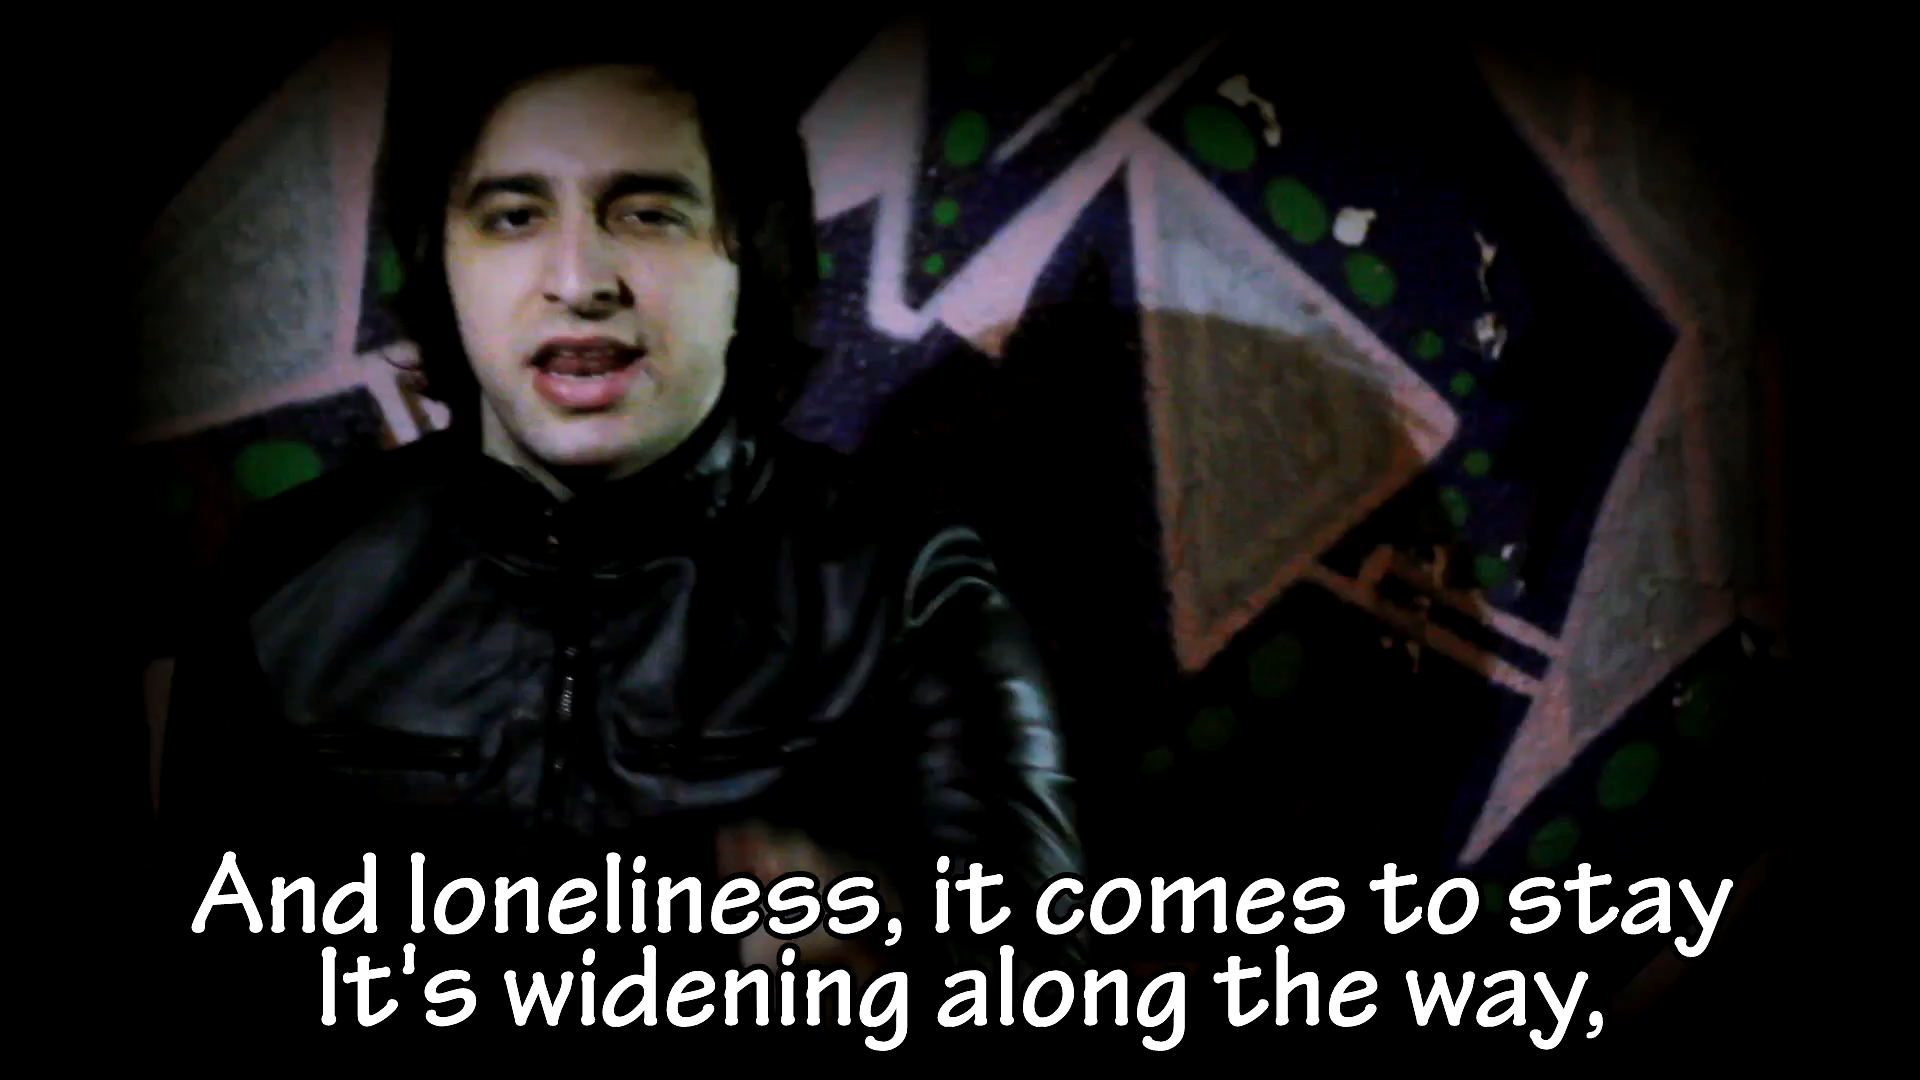 And loneliness, it comes to stay
It's widening along the way,